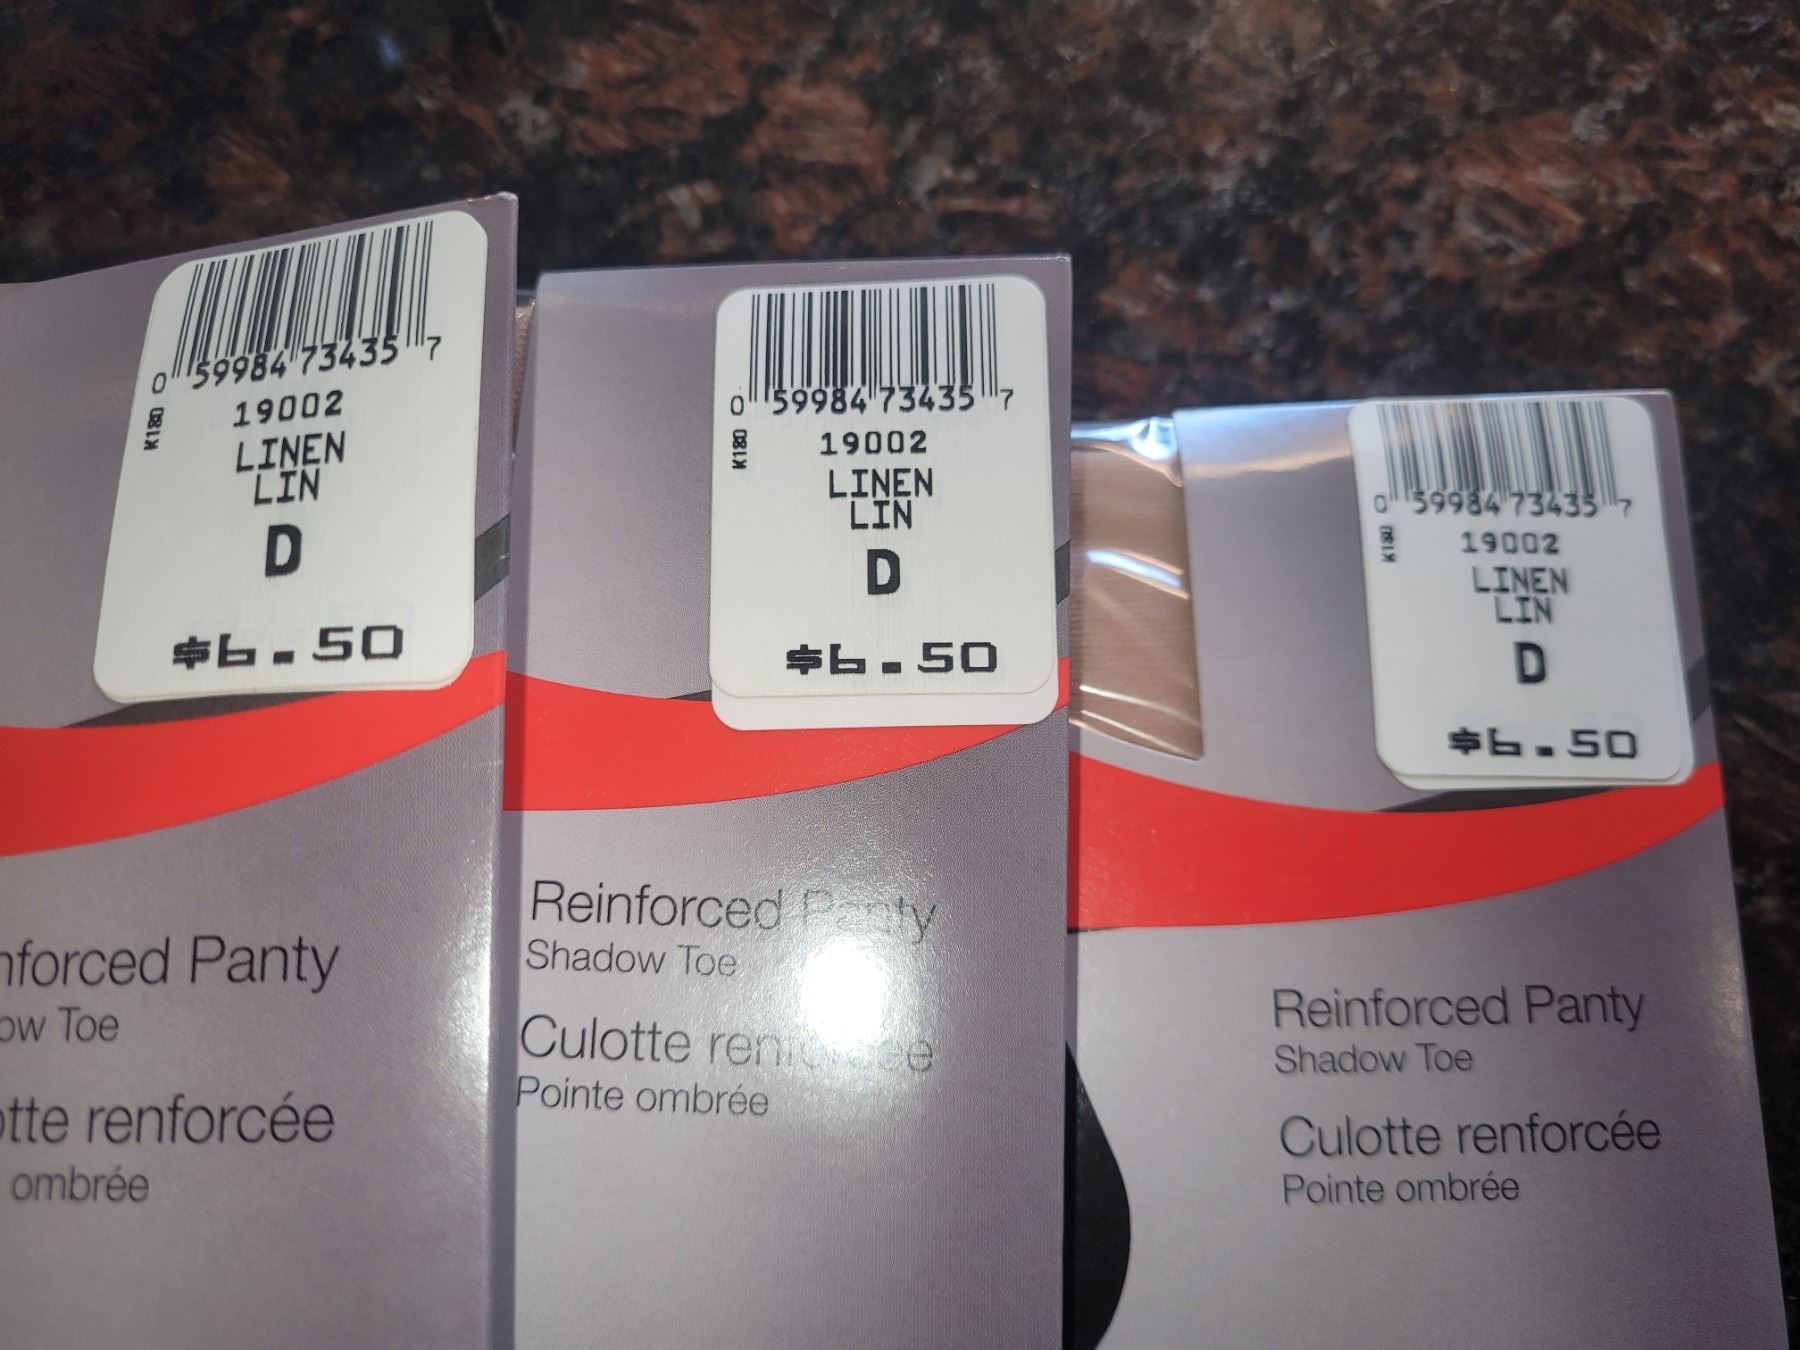 0 59984 73435 7
K180
19002
LINEN
LIN
D
$6.50
nforced Panty
ow Toe
otte renforcée
ombrée
0 59984 73435 7
K180
19002
LINEN
LIN
D
$6.50
Reinforced Panty
Shadow Toe
Culotte renforcée
Pointe ombrée
0 59984 73435 7
K180
19002
LINEN
LIN
D
$6.50
Reinforced Panty
Shadow Toe
Culotte renforcée
Pointe ombrée